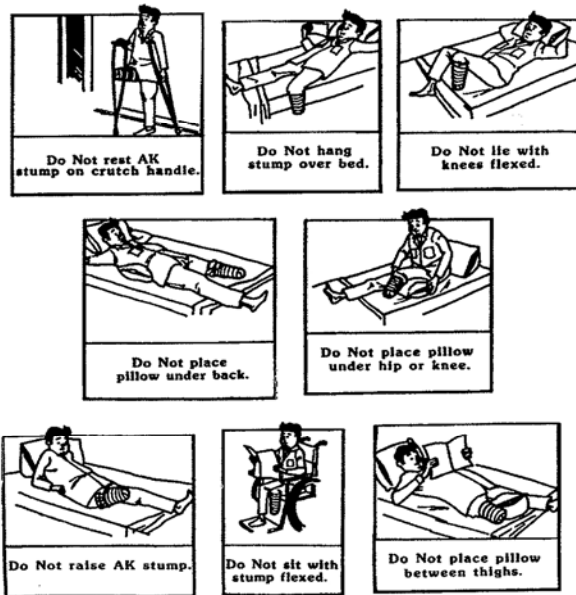 Do Not rest AK
stump on crutch handle.
Do Not hang
stump over bed.
Do Not lie with
knees flexed.
Do Not place
pillow under back.
Do Not place pillow
under hip or knee.
Do Not raise AK stump.
Do Not sit with
stump flexed.
Do Not place pillow
between thighs.